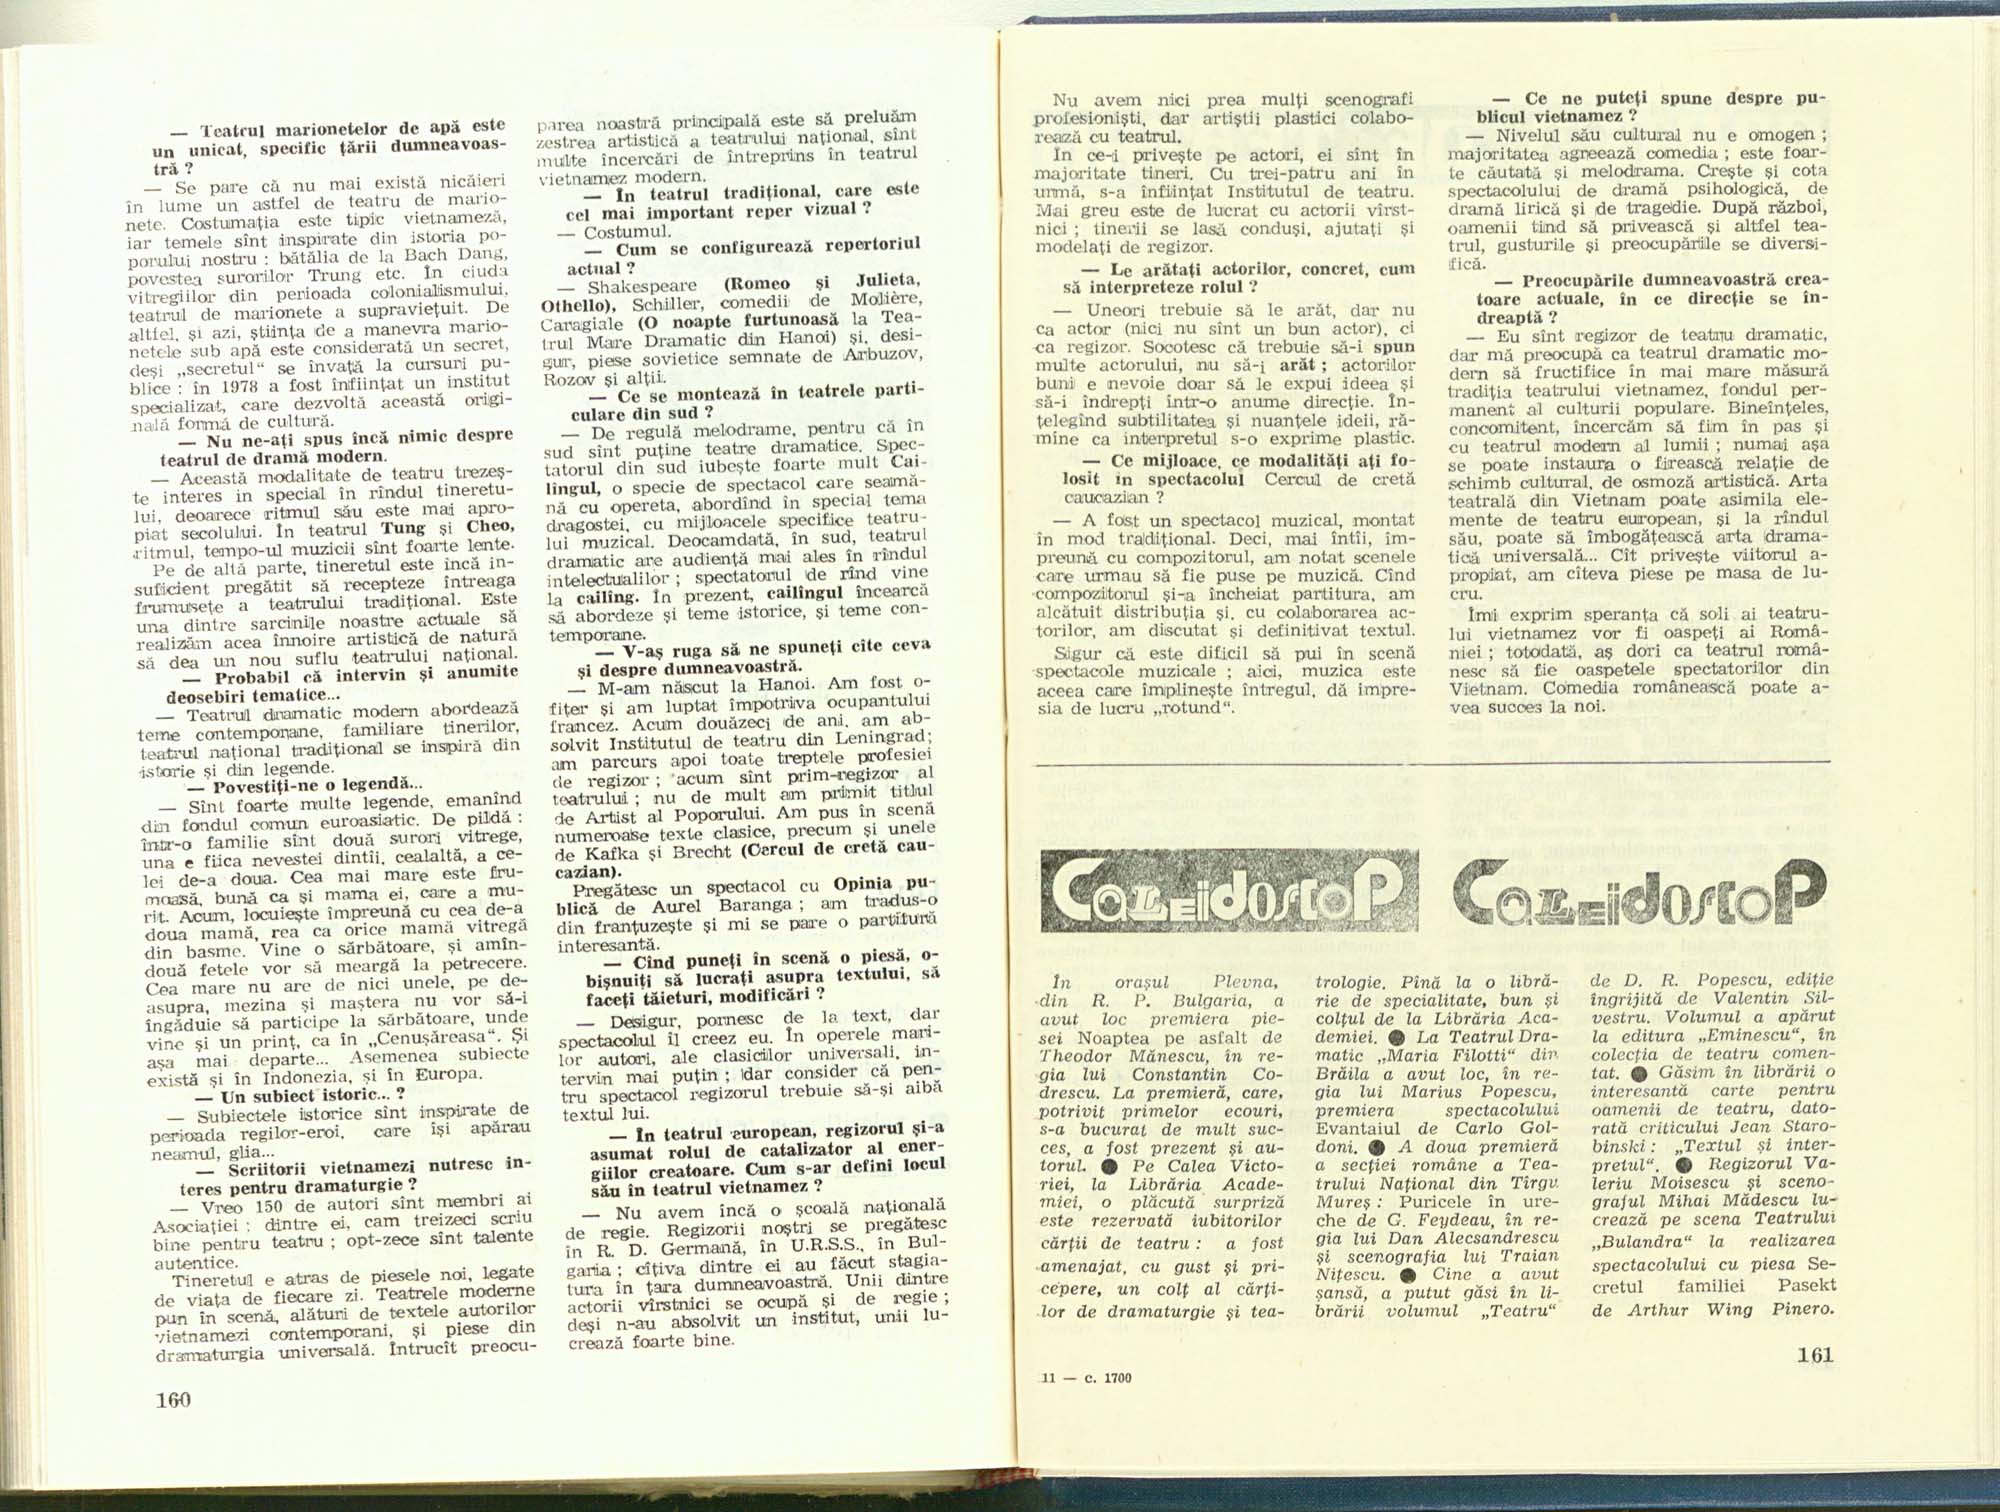 — Teatrul marionetelor de apă este
un unicat, specific țării dumneavoas-
tră ?
— Se pare că nu mai există nicăieri
în lume un astfel de teatru de mario-
nete. Costumația este tipic vietnameză,
iar temele sînt inspirate din istoria po-
porului nostru : bătălia de la Bach Dang,
povestea surorilor Trung etc. În ciuda
vitregiilor din perioada colonialismului,
teatrul de marionete a supraviețuit. De
altfel, și azi, știința de a manevra mario-
netele sub apă este considerată un secret,
deși „secretul“ se învață la cursuri pu-
blice : în 1978 a fost înființat un institut
specializat, care dezvoltă această origi-
nală formă de cultură.
— Nu ne-ați spus încă nimic despre
teatrul de dramă modern.
— Această modalitate de teatru trezeș-
te interes in special în rîndul tineretu-
lui, deoarece ritmul său este mai apro-
piat secolului. În teatrul Tung și Cheo,
ritmul, tempo-ul muzicii sînt foarte lente.
Pe de altă parte, tineretul este încă in-
suficient pregătit să recepteze întreaga
frumusețe a teatrului tradițional. Este
una dintre sarcinile noastre actuale să
realizăm acea înnoire artistică de natură
să dea un nou suflu teatrului național.
— Probabil că intervin și anumite
deosebiri tematice...
— Teatrul dramatic modern abordează
teme contemporane, familiare tinerilor,
teatrul național tradițional se inspiră din
istorie și din legende.
— Povestiți-ne o legendă...
— Sînt foarte multe legende, emanînd
din fondul comun euroasiatic. De pildă :
într-o familie sînt două surori vitrege,
una e fiica nevestei dintîi, cealaltă, a ce-
lei de-a doua. Cea mai mare este fru-
moasă, bună ca și mama ei, care a mu-
rit. Acum, locuiește împreună cu cea de-a
doua mamă, rea ca orice mamă vitregă
din basme. Vine o sărbătoare, și amîn-
două fetele vor să meargă la petrecere.
Cea mare nu are de nici unele, pe de-
asupra, mezina și maștera nu vor să-i
îngăduie să participe la sărbătoare, unde
vine și un prinț, ca în „Cenușăreasa“. Și
așa mai departe... Asemenea subiecte
există și în Indonezia, și în Europa.
— Un subiect istoric... ?
— Subiectele istorice sînt inspirate de
perioada regilor-eroi, care își apărau
neamul, glia...
— Scriitorii vietnamezi nutresc in-
teres pentru dramaturgie ?
— Vreo 150 de autori sînt membri ai
Asociației : dintre ei, cam treizeci scriu
bine pentru teatru ; opt-zece sînt talente
autentice.
Tineretul e atras de piesele noi, legate
de viața de fiecare zi. Teatrele moderne
pun în scenă, alături de textele autorilor
vietnamezi contemporani, și piese din
dramaturgia universală. Întrucît preocu-
160
parea noastră principală este să preluăm
zestrea artistică a teatrului național, sînt
multe încercări de întreprins în teatrul
vietnamez modern.
— În teatrul tradițional, care este
cel mai important reper vizual ?
— Costumul.
— Cum se configurează repertoriul
actual ?
— Shakespeare (Romeo și Julieta,
Othello), Schiller, comedii de Molière,
Caragiale (O noapte furtunoasă la Tea-
trul Mare Dramatic din Hanoi) și, desi-
gur, piese sovietice semnate de Arbuzov,
Rozov și alții.
— Ce se montează în teatrele parti-
culare din sud ?
— De regulă melodrame, pentru că în
sud sînt puține teatre dramatice. Spec-
tatorul din sud iubește foarte mult Cai-
lingul, o specie de spectacol care seamă-
nă cu opereta, abordînd în special tema
dragostei, cu mijloacele specifice teatru-
lui muzical. Deocamdată, în sud, teatrul
dramatic are audiență mai ales în rîndul
intelectualilor ; spectatorul de rînd vine
la cailing. În prezent, cailingul încearcă
să abordeze și teme istorice, și teme con-
temporane.
— V-aș ruga să ne spuneți cîte ceva
și despre dumneavoastră.
— M-am născut la Hanoi. Am fost o-
fițer și am luptat împotriva ocupantului
francez. Acum douăzeci de ani, am ab-
solvit Institutul de teatru din Leningrad;
am parcurs apoi toate treptele profesiei
de regizor ; acum sînt prim-regizor al
teatrului ; nu de mult am primit titlul
de Artist al Poporului. Am pus în scenă
numeroase texte clasice, precum și unele
de Kafka și Brecht (Cercul de cretă cau-
cazian).
Pregătesc un spectacol cu Opinia pu-
blică de Aurel Baranga ; am tradus-o
din franțuzește și mi se pare o partitură
interesantă.
— Cînd puneți în scenă o piesă, o-
bișnuiți să lucrați asupra textului, să
faceți tăieturi, modificări ?
— Desigur, pornesc de la text, dar
spectacolul îl creez eu. În operele mari-
lor autori, ale clasicilor universali, in-
tervin mai puțin ; dar consider că pen-
tru spectacol regizorul trebuie să-și aibă
textul lui.
— În teatrul european, regizorul și-a
asumat rolul de catalizator al ener-
giilor creatoare. Cum s-ar defini locul
său în teatrul vietnamez ?
— Nu avem încă o școală națională
de regie. Regizorii noștri se pregătesc
în R. D. Germană, în U.R.S.S., în Bul-
garia ; cîțiva dintre ei au făcut stagia-
tura în țara dumneavoastră. Unii dintre
actorii vîrstnici se ocupă și de regie ;
deși n-au absolvit un institut, unii lu-
crează foarte bine.
Nu avem nici prea mulți scenografi
profesioniști, dar artiștii plastici colabo-
rează cu teatrul.
În ce-i privește pe actori, ei sînt în
majoritate tineri. Cu trei-patru ani în
urmă, s-a înființat Institutul de teatru.
Mai greu este de lucrat cu actorii vîrst-
nici ; tinerii se lasă conduși, ajutați și
modelați de regizor.
— Le arătați actorilor, concret, cum
să interpreteze rolul ?
— Uneori trebuie să le arăt, dar nu
ca actor (nici nu sînt un bun actor), ci
ca regizor. Socotesc că trebuie să-i spun
multe actorului, nu să-i arăt ; actorilor
buni e nevoie doar să le expui ideea și
să-i îndrepți într-o anume direcție. În-
țelegînd subtilitatea și nuanțele ideii, ră-
mîne ca interpretul s-o exprime plastic.
— Ce mijloace, ce modalități ați fo-
losit în spectacolul Cercul de cretă
caucazian ?
— A fost un spectacol muzical, montat
în mod tradițional. Deci, mai întîi, îm-
preună cu compozitorul, am notat scenele
care urmau să fie puse pe muzică. Cînd
compozitorul și-a încheiat partitura, am
alcătuit distribuția și, cu colaborarea ac-
torilor, am discutat și definitivat textul.
Sigur că este dificil să pui în scenă
spectacole muzicale ; aici, muzica este
aceea care împlinește întregul, dă impre-
sia de lucru „rotund“.
— Ce ne puteți spune despre pu-
blicul vietnamez ?
— Nivelul său cultural nu e omogen ;
majoritatea agreează comedia ; este foar-
te căutată și melodrama. Crește și cota
spectacolului de dramă psihologică, de
dramă lirică și de tragedie. După război,
oamenii tind să privească și altfel tea-
trul, gusturile și preocupările se diversi-
fică.
— Preocupările dumneavoastră crea-
toare actuale, în ce direcție se în-
dreaptă ?
— Eu sînt regizor de teatru dramatic,
dar mă preocupă ca teatrul dramatic mo-
dern să fructifice în mai mare măsură
tradiția teatrului vietnamez, fondul per-
manent al culturii populare. Bineînțeles,
concomitent, încercăm să fim în pas și
cu teatrul modern al lumii ; numai așa
se poate instaura o firească relație de
schimb cultural, de osmoză artistică. Arta
teatrală din Vietnam poate asimila ele-
mente de teatru european, și la rîndul
său, poate să îmbogățească arta drama-
tică universală... Cît privește viitorul a-
propiat, am cîteva piese pe masa de lu-
cru.
Îmi exprim speranța că soli ai teatru-
lui vietnamez vor fi oaspeți ai Româ-
niei ; totodată, aș dori ca teatrul româ-
nesc să fie oaspetele spectatorilor din
Vietnam. Comedia românească poate a-
vea succes la noi.
CALEIDOSCOP CALEIDOSCOP
În orașul Plevna,
din R. P. Bulgaria, a
avut loc premiera pie-
sei Noaptea pe asfalt de
Theodor Mănescu, în re-
gia lui Constantin Co-
drescu. La premieră, care,
potrivit primelor ecouri,
s-a bucurat de mult suc-
ces, a fost prezent și au-
torul. ● Pe Calea Victo-
riei, la Librăria Acade-
miei, o plăcută surpriză
este rezervată iubitorilor
cărții de teatru : a fost
amenajat, cu gust și pri-
cepere, un colț al cărți-
lor de dramaturgie și tea-
trologie. Pînă la o libră-
rie de specialitate, bun și
colțul de la Librăria Aca-
demiei. ● La Teatrul Dra-
matic „Maria Filotti“ din
Brăila a avut loc, în re-
gia lui Marius Popescu,
premiera spectacolului
Evantaiul de Carlo Gol-
doni. ● A doua premieră
a secției române a Tea-
trului Național din Tîrgu
Mureș : Puricele în ure-
che de G. Feydeau, în re-
gia lui Dan Alecsandrescu
și scenografia lui Traian
Nițescu. ● Cine a avut
șansă, a putut găsi în li-
brării volumul „Teatru“
de D. R. Popescu, ediție
îngrijită de Valentin Sil-
vestru. Volumul a apărut
la editura „Eminescu“, în
colecția de teatru comen-
tat. ● Găsim în librării o
interesantă carte pentru
oamenii de teatru, dato-
rată criticului Jean Staro-
binski : „Textul și inter-
pretul“. ● Regizorul Va-
leriu Moisescu și sceno-
graful Mihai Mădescu lu-
crează pe scena Teatrului
„Bulandra“ la realizarea
spectacolului cu piesa Se-
cretul familiei Pasekt
de Arthur Wing Pinero.
161
11 — c. 1700